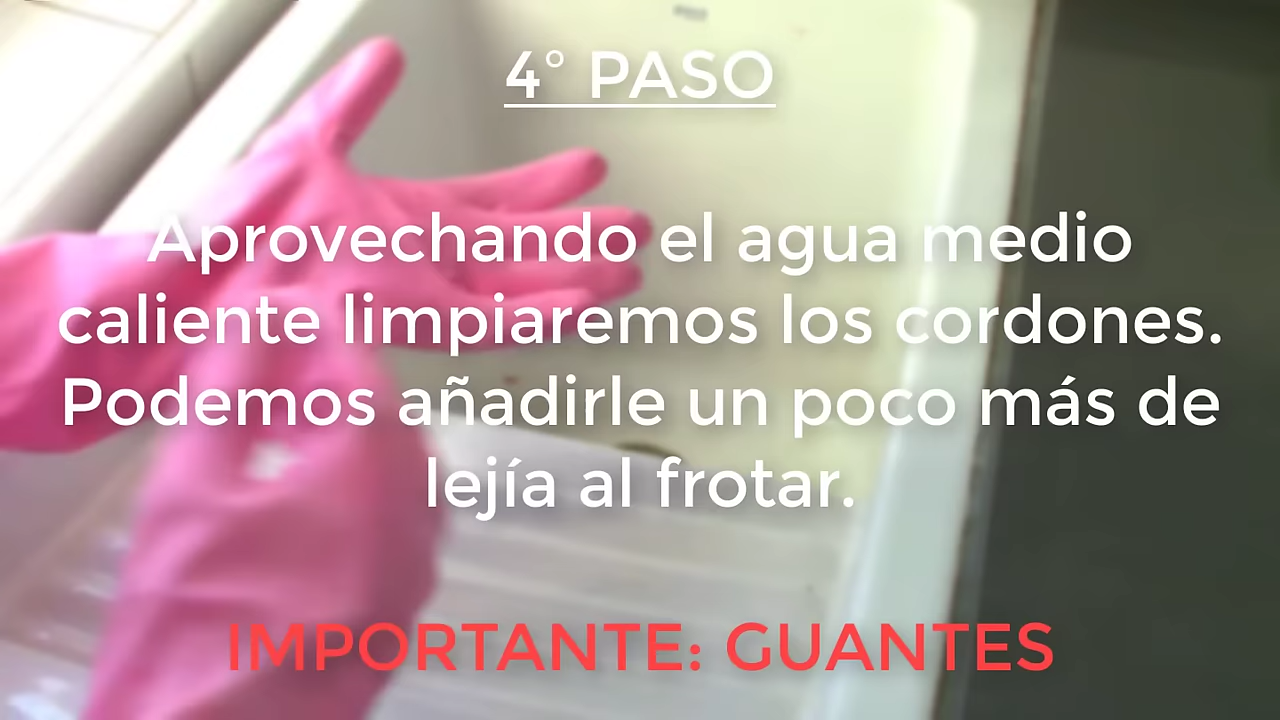 4° PASO
Aprovechando el agua medio
caliente limpiaremos los cordones.
Podemos añadirle un poco más de
lejía al frotar.
IMPORTANTE: GUANTES